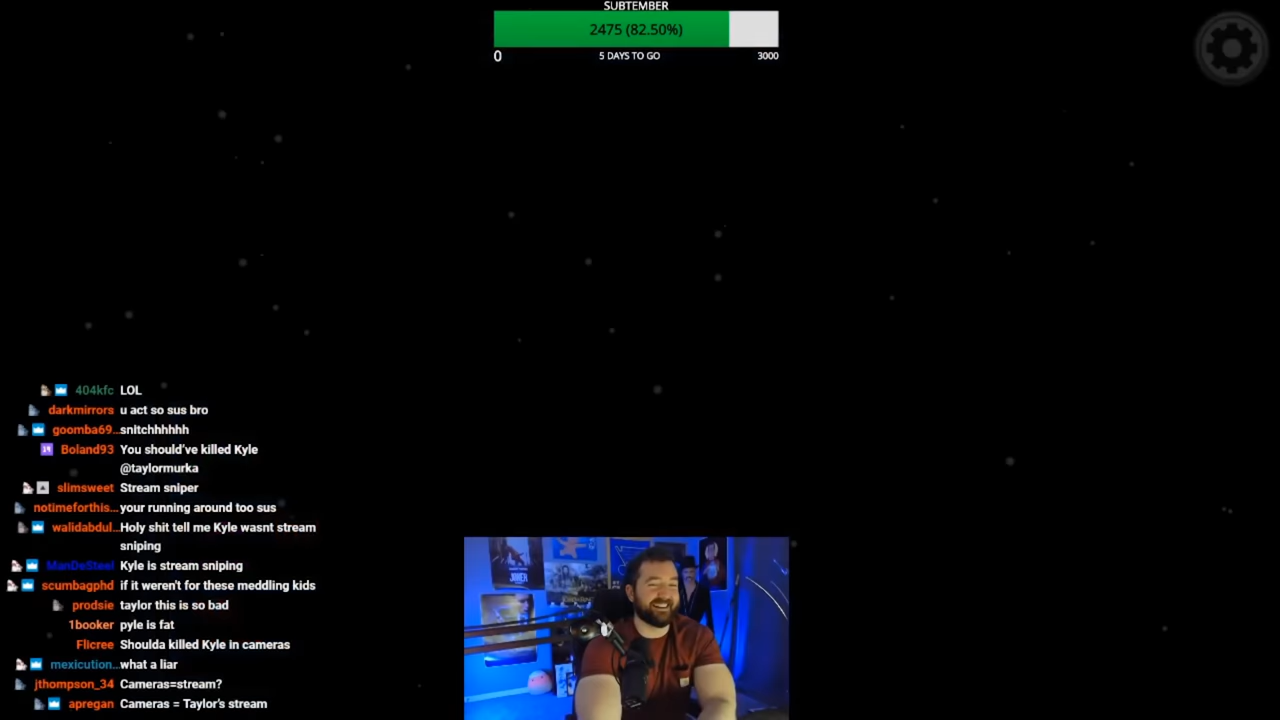 SUBTEMBER
2475 (82.50%)
0 5 DAYS TO GO 3000
404kfc LOL
darkmirrors u act so sus bro
goomba69... snitchhhhhh
Boland93 You should've killed Kyle
@taylormurka
slimsweet Stream sniper
notimeforthis... your running around too sus
walidabdul... Holy shit tell me Kyle wasnt stream
sniping
ManDeSteel Kyle is stream sniping
scumbagphd if it weren't for these meddling kids
prodsie taylor this is so bad
1booker pyle is fat
Flicree Shoulda killed Kyle in cameras
mexicution... what a liar
jthompson_34 Cameras=stream?
apregan Cameras = Taylor's stream
JOKER